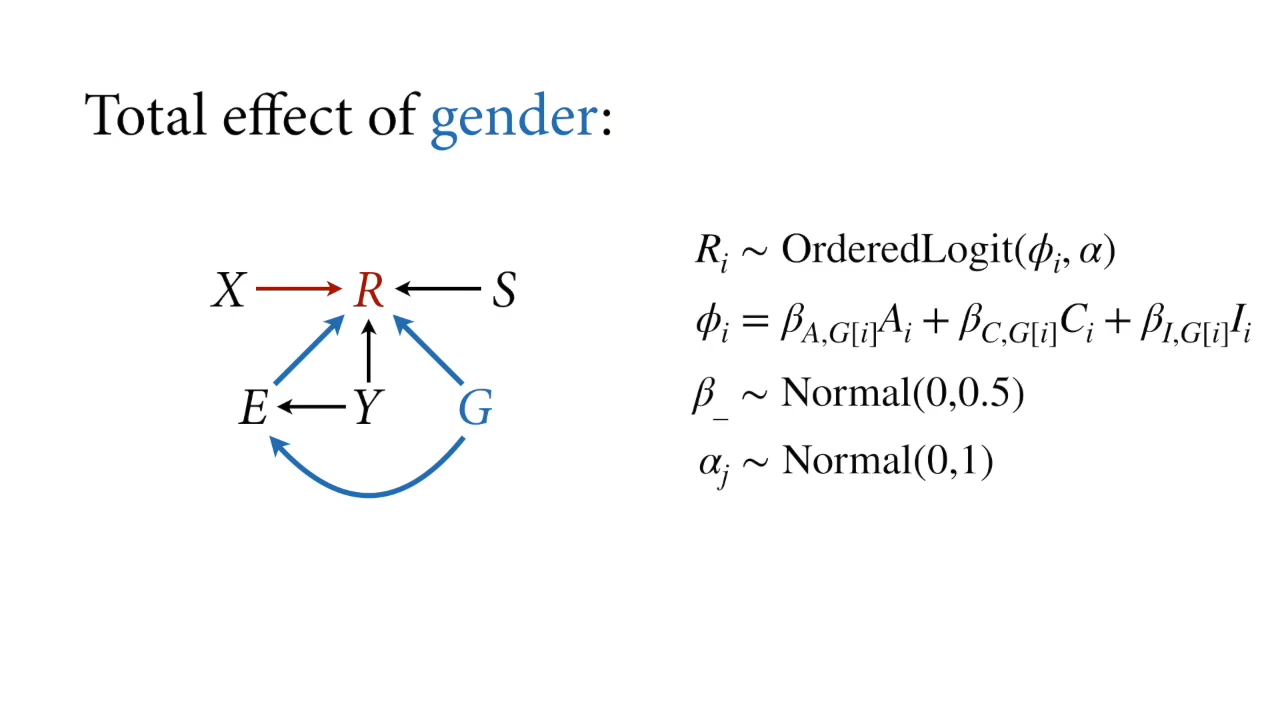 Total effect of gender:
X R S
E Y G
R_i ~ OrderedLogit(ϕ_i, α)
ϕ_i = β_{A,G[i]}A_i + β_{C,G[i]}C_i + β_{I,G[i]}I_i
β__ ~ Normal(0,0.5)
α_j ~ Normal(0,1)